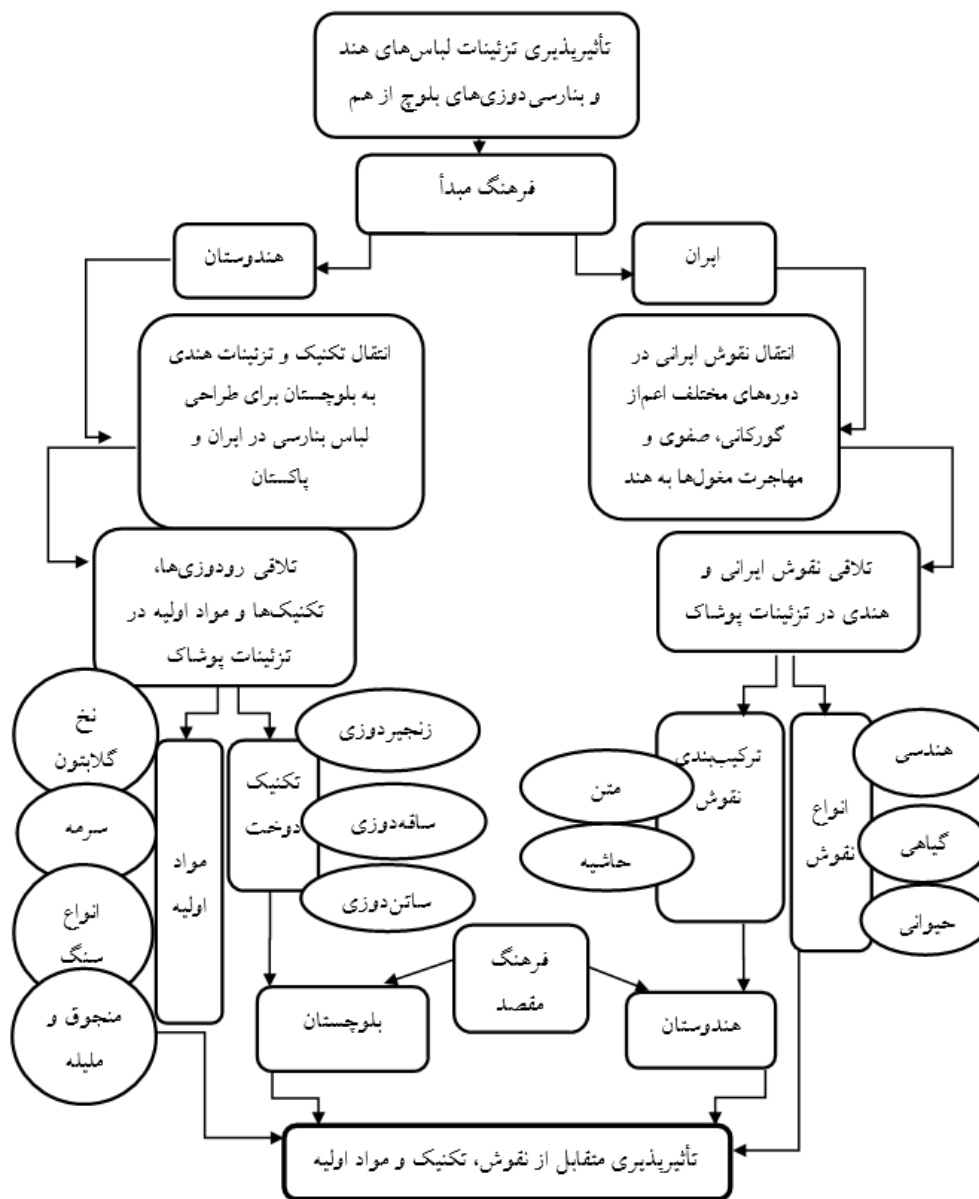 تأثیرپذیری تزئینات لباس‌های هند
و بنارسی‌دوزی‌های بلوچ از هم
فرهنگ مبدأ
ایران
هندوستان
انتقال نقوش ایرانی در
دوره‌های مختلف اعم‌از
گورکانی، صفوی و
مهاجرت مغول‌ها به هند
انتقال تکنیک و تزئینات هندی
به بلوچستان برای طراحی
لباس بنارسی در ایران و
پاکستان
تلاقی نقوش ایرانی و
هندی در تزئینات پوشاک
تلاقی رودوزی‌ها،
تکنیک‌ها و مواد اولیه در
تزئینات پوشاک
انواع
نقوش
هندسی
گیاهی
حیوانی
ترکیب‌بندی
نقوش
متن
حاشیه
تکنیک
دوخت
زنجیردوزی
ساقه‌دوزی
ساتن‌دوزی
مواد
اولیه
نخ
گلابتون
سرمه
انواع
سنگ
منجوق و
ملیله
فرهنگ
مقصد
هندوستان
بلوچستان
تأثیرپذیری متقابل از نقوش، تکنیک و مواد اولیه